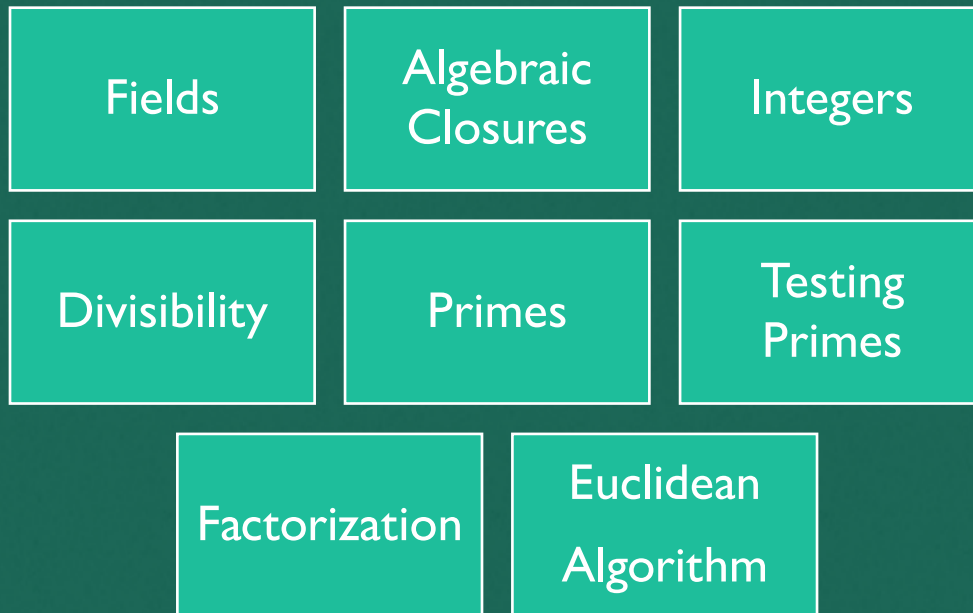 Fields
Algebraic
Closures
Integers
Divisibility
Primes
Testing
Primes
Factorization
Euclidean
Algorithm